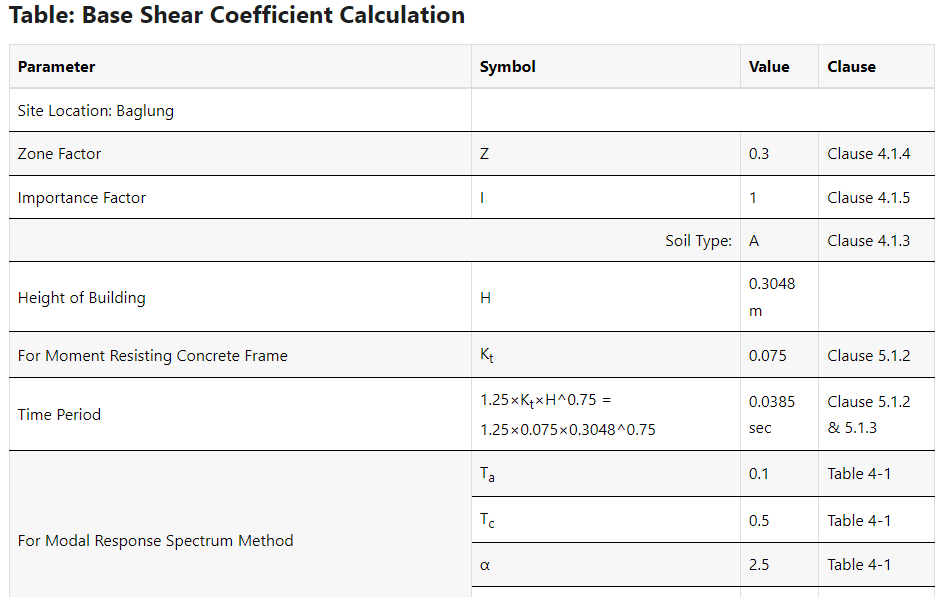 Table: Base Shear Coefficient Calculation
Parameter Symbol Value Clause
Site Location: Baglung
Zone Factor Z 0.3 Clause 4.1.4
Importance Factor I 1 Clause 4.1.5
Soil Type: A Clause 4.1.3
Height of Building H 0.3048
m
For Moment Resisting Concrete Frame Kt 0.075 Clause 5.1.2
Time Period 1.25×Kt×H^0.75 =
1.25×0.075×0.3048^0.75
0.0385
sec
Clause 5.1.2
& 5.1.3
For Modal Response Spectrum Method
Ta 0.1 Table 4-1
Tc 0.5 Table 4-1
α 2.5 Table 4-1